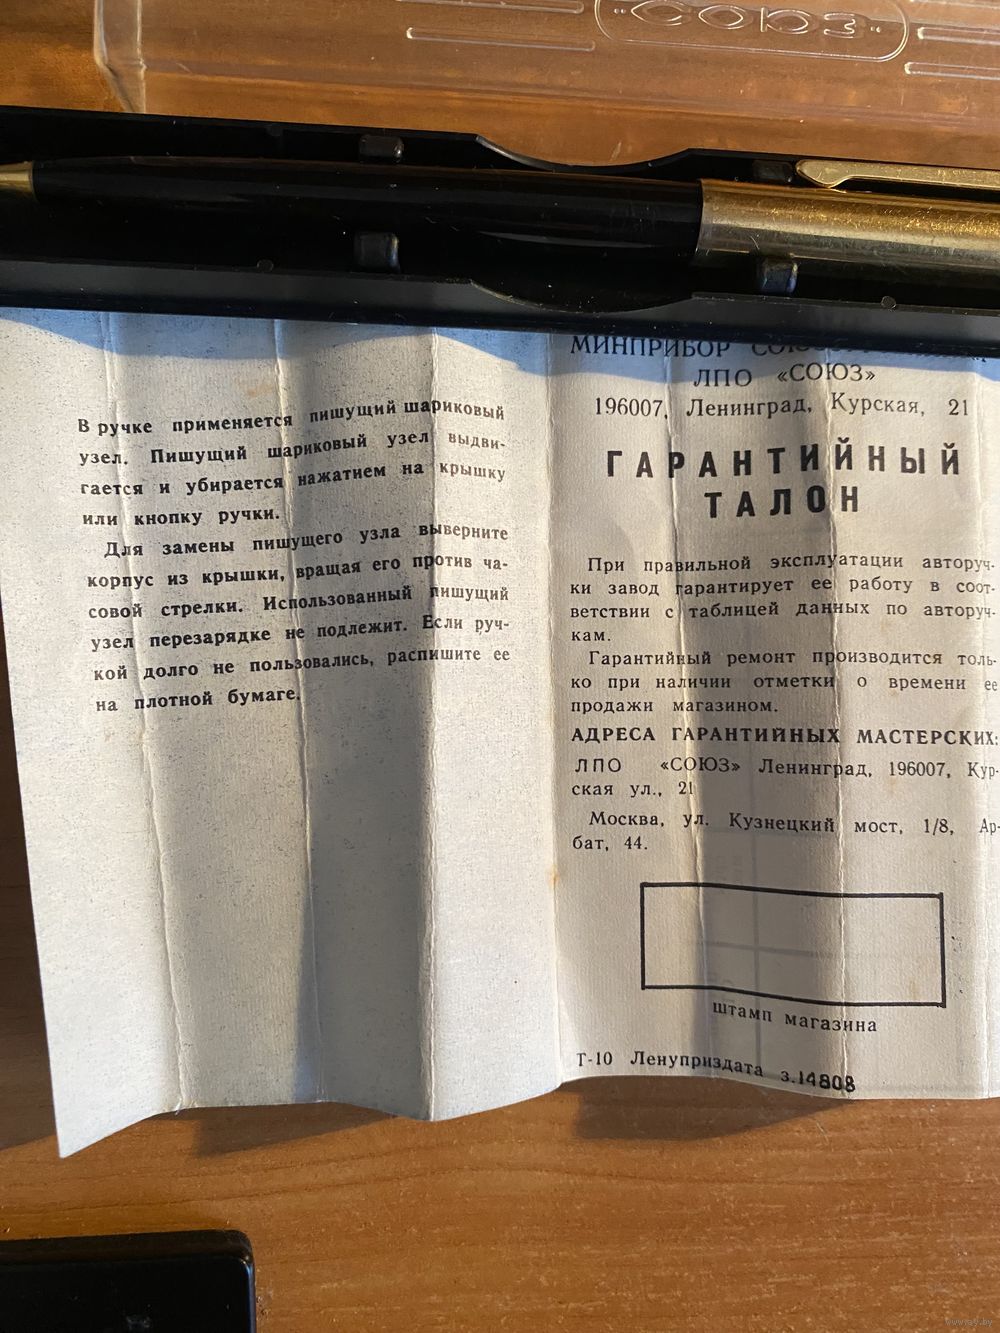 СОЮЗ
В ручке применяется пишущий шариковый
узел. Пишущий шариковый узел выдви-
гается и убирается нажатием на крышку
или кнопку ручки.
Для замены пишущего узла выверните
корпус из крышки, вращая его против ча-
совой стрелки. Использованный пишущий
узел перезарядке не подлежит. Если руч-
кой долго не пользовались, распишите ее
на плотной бумаге.
МИНПРИБОР
ЛПО «СОЮЗ»
196007, Ленинград, Курская, 21
ГАРАНТИЙНЫЙ
ТАЛОН
При правильной эксплуатации авторуч-
ки завод гарантирует ее работу в соот-
ветствии с таблицей данных по авторуч-
кам.
Гарантийный ремонт производится толь-
ко при наличии отметки о времени ее
продажи магазином.
АДРЕСА ГАРАНТИЙНЫХ МАСТЕРСКИХ:
ЛПО «СОЮЗ» Ленинград, 196007, Кур-
ская ул., 21
Москва, ул. Кузнецкий мост, 1/8, Ар-
бат, 44.
штамп магазина
Т-10 Ленуприздата з.14808
www.ay.by